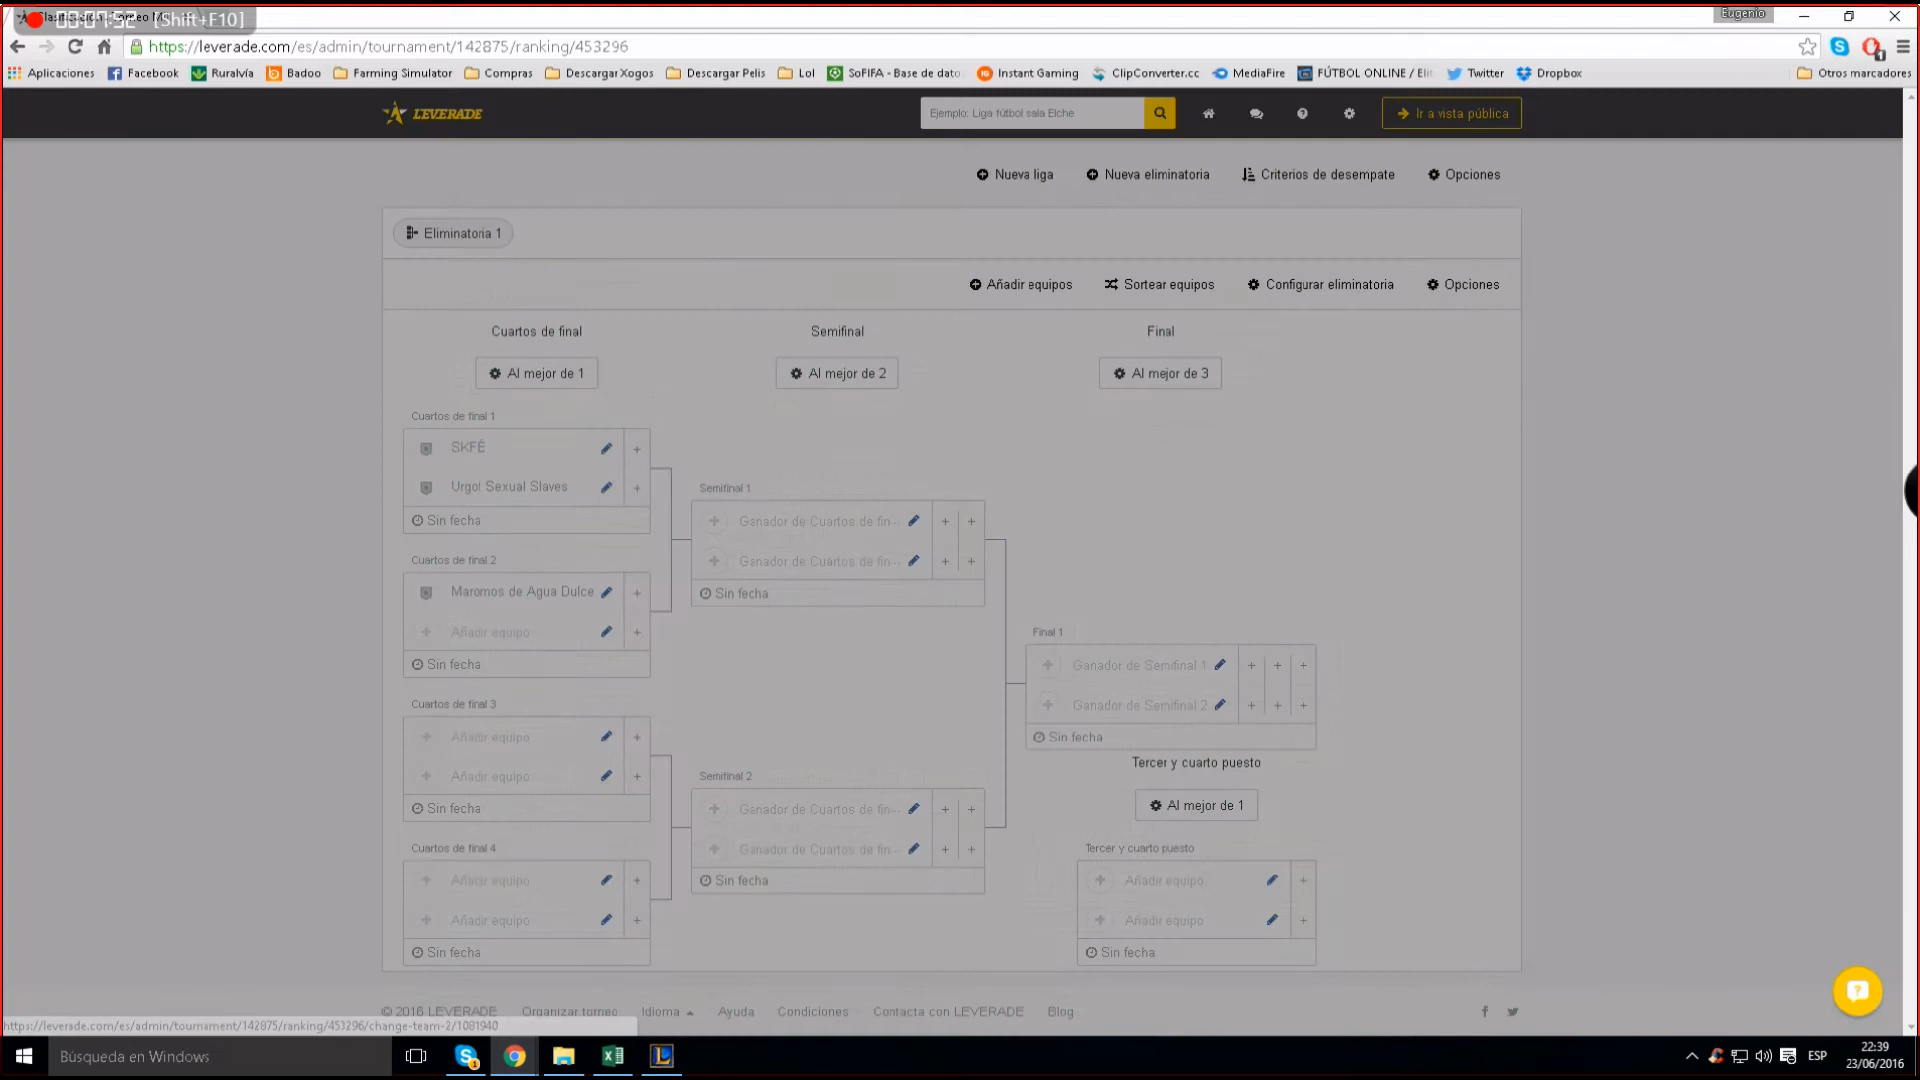 Clasificación
[Shift+F10]
Eugenio
https://leverade.com/es/admin/tournament/142875/ranking/453296
Aplicaciones Facebook Ruralvía Badoo Farming Simulator Compras DescargarXogos Descargar Pelis Lol SoFIFA - Base de dato Instant Gaming ClipConverter.cc MediaFire FÚTBOL ONLINE / Elit Twitter Dropbox Otros marcadores
LEVERADE Ejemplo: Liga fútbol sala Elche Ir a vista pública
Nueva liga Nueva eliminatoria Criterios de desempate Opciones
Eliminatoria 1
Añadir equipos Sortear equipos Configurar eliminatoria Opciones
Cuartos de final Semifinal Final
Al mejor de 1 Al mejor de 2 Al mejor de 3
Cuartos de final 1
SKFÉ
Urgot Sexual Slaves
Sin fecha
Cuartos de final 2
Maromos de Agua Dulce
Añadir equipo
Sin fecha
Cuartos de final 3
Añadir equipo
Añadir equipo
Sin fecha
Cuartos de final 4
Añadir equipo
Añadir equipo
Sin fecha
Semifinal 1
Ganador de Cuartos de fin...
Ganador de Cuartos de fin...
Sin fecha
Semifinal 2
Ganador de Cuartos de fin...
Ganador de Cuartos de fin...
Sin fecha
Final 1
Ganador de Semifinal 1
Ganador de Semifinal 2
Sin fecha
Tercer y cuarto puesto
Al mejor de 1
Tercer y cuarto puesto
Añadir equipo
Añadir equipo
Sin fecha
© 2016 LEVERADE Organizar torneo Idioma Ayuda Condiciones Contacta con LEVERADE Blog
https://leverade.com/es/admin/tournament/142875/ranking/453296/change-team-2/1081940
Búsqueda en Windows
ESP
22:39
23/06/2016